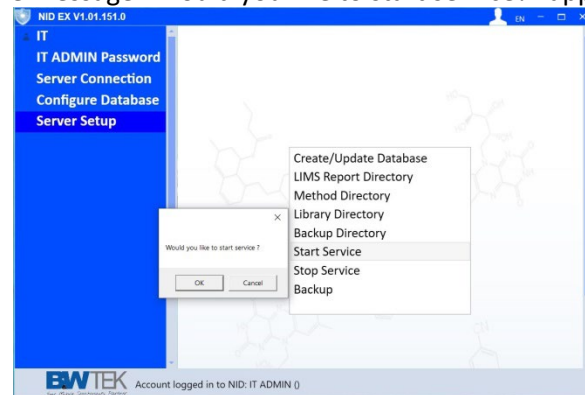 NID EX V1.01.151.0
EN
IT
IT ADMIN Password
Server Connection
Configure Database
Server Setup
Create/Update Database
LIMS Report Directory
Method Directory
Library Directory
Backup Directory
Start Service
Stop Service
Backup
Would you like to start service ?
OK Cancel
B&WTEK Account logged in to NID: IT ADMIN ()